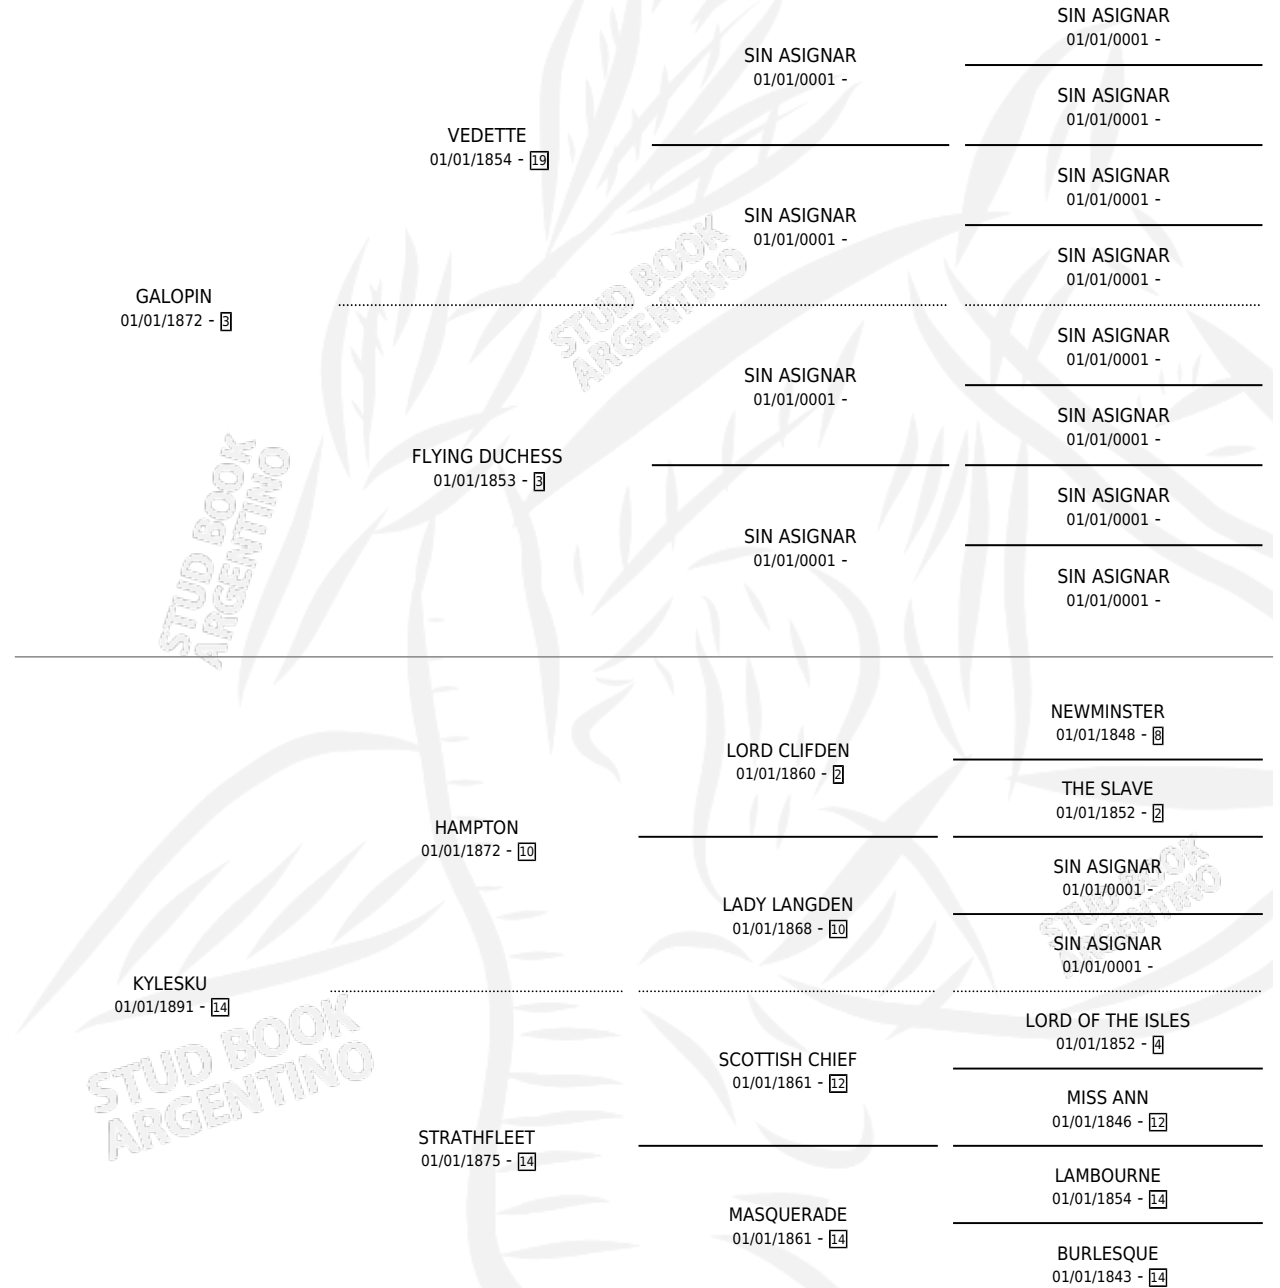 SIN ASIGNAR
01/01/0001 -
SIN ASIGNAR
01/01/0001 -
SIN ASIGNAR
01/01/0001 -
VEDETTE
01/01/1854 - 19
SIN ASIGNAR
01/01/0001 -
SIN ASIGNAR
01/01/0001 -
SIN ASIGNAR
01/01/0001 -
GALOPIN
01/01/1872 - 3
SIN ASIGNAR
01/01/0001 -
SIN ASIGNAR
01/01/0001 -
SIN ASIGNAR
01/01/0001 -
FLYING DUCHESS
01/01/1853 - 3
SIN ASIGNAR
01/01/0001 -
SIN ASIGNAR
01/01/0001 -
SIN ASIGNAR
01/01/0001 -
STUD BOOK
ARGENTINO
STUD BOOK
ARGENTINO
NEWMINSTER
01/01/1848 - 8
LORD CLIFDEN
01/01/1860 - 2
THE SLAVE
01/01/1852 - 2
HAMPTON
01/01/1872 - 10
SIN ASIGNAR
01/01/0001 -
LADY LANGDEN
01/01/1868 - 10
SIN ASIGNAR
01/01/0001 -
KYLESKU
01/01/1891 - 14
LORD OF THE ISLES
01/01/1852 - 4
SCOTTISH CHIEF
01/01/1861 - 12
MISS ANN
01/01/1846 - 12
STRATHFLEET
01/01/1875 - 14
LAMBOURNE
01/01/1854 - 14
MASQUERADE
01/01/1861 - 14
BURLESQUE
01/01/1843 - 14
STUD BOOK
ARGENTINO
STUD BOOK
ARGENTINO